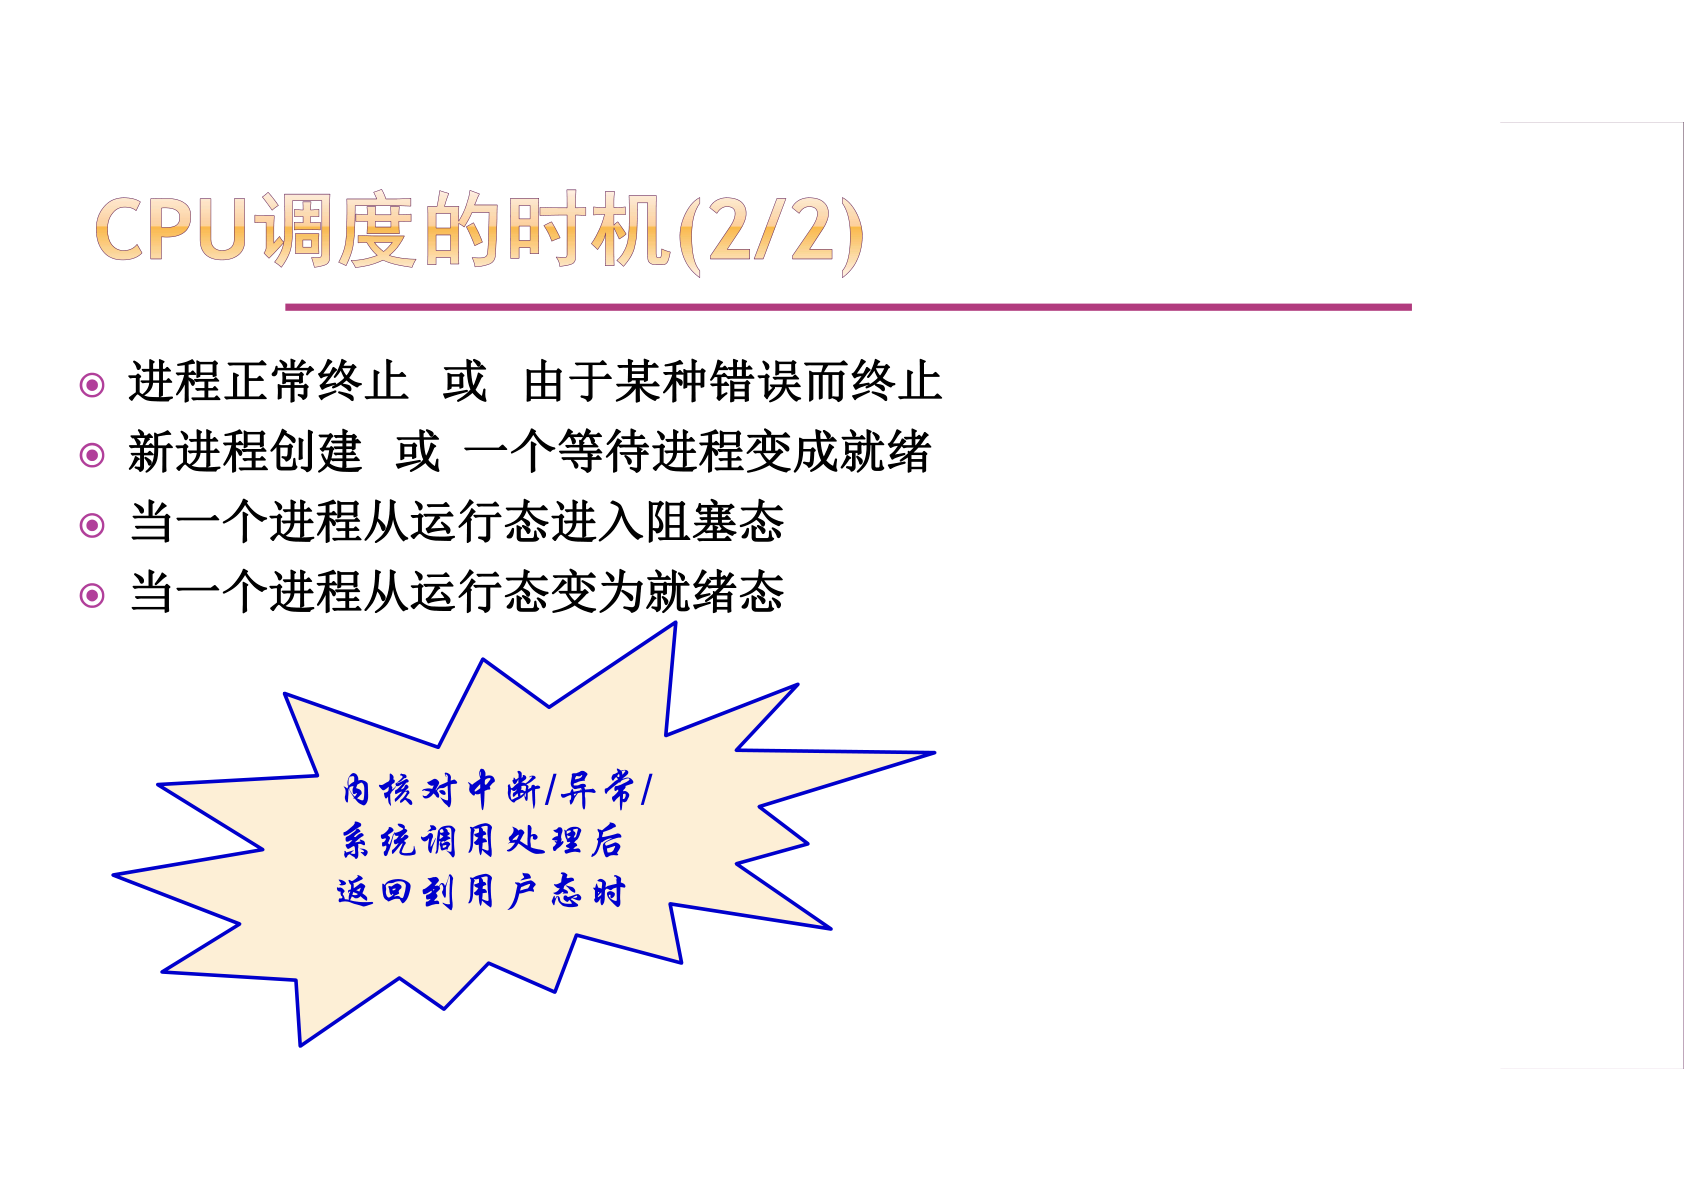 CPU调度的时机(2/2)
进程正常终止 或 由于某种错误而终止
新进程创建 或 一个等待进程变成就绪
当一个进程从运行态进入阻塞态
当一个进程从运行态变为就绪态
内核对中断/异常/
系统调用处理后
返回到用户态时